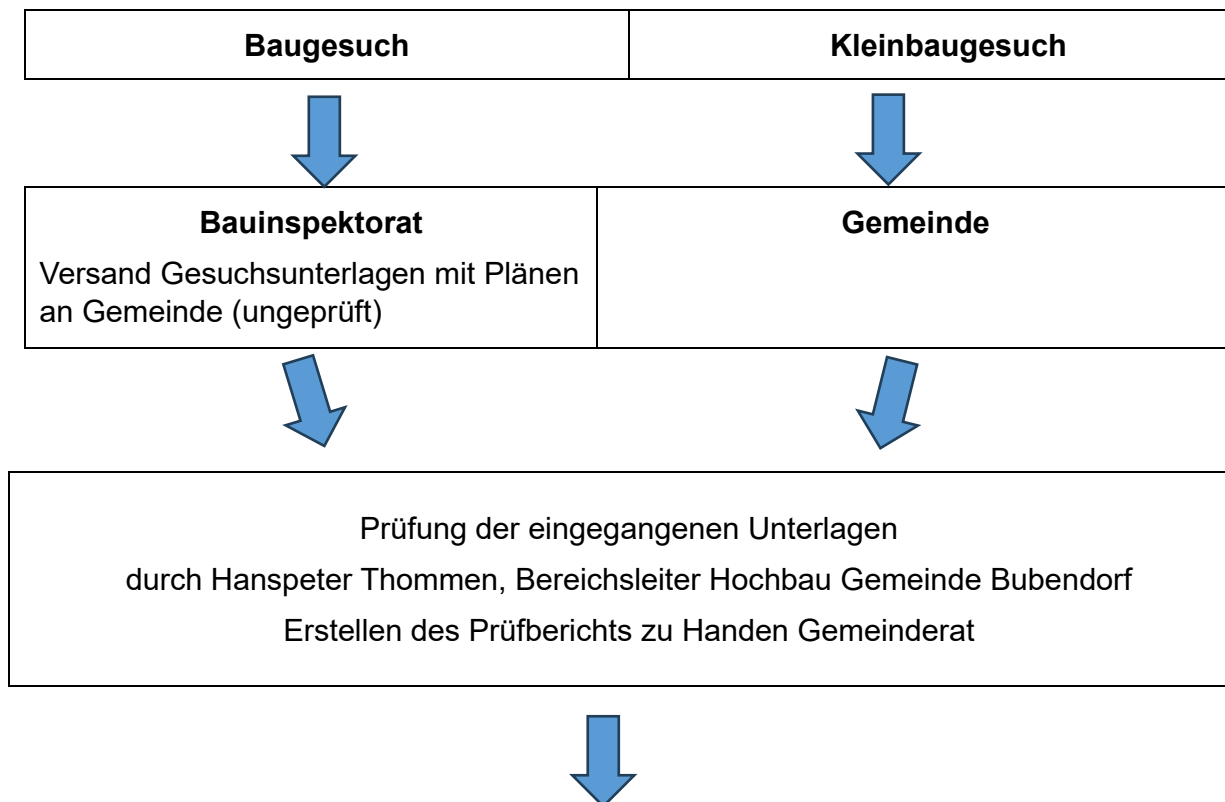 Baugesuch
Kleinbaugesuch
Bauinspektorat
Versand Gesuchsunterlagen mit Plänen
an Gemeinde (ungeprüft)
Gemeinde
Prüfung der eingegangenen Unterlagen
durch Hanspeter Thommen, Bereichsleiter Hochbau Gemeinde Bubendorf
Erstellen des Prüfberichts zu Handen Gemeinderat